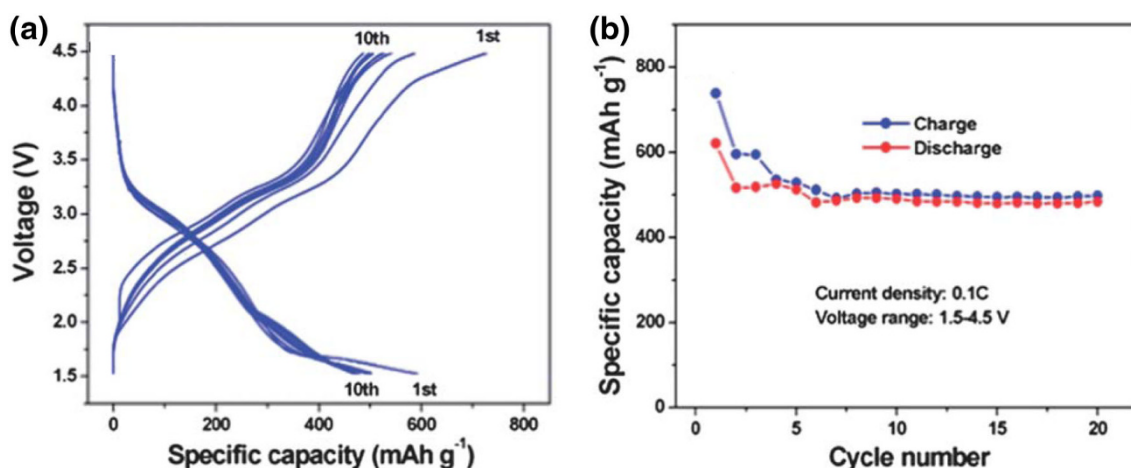 (a)
10th
1st
4.5
4.0
3.5
3.0
2.5
2.0
1.5
Voltage (V)
10th
1st
0 200 400 600 800
Specific capacity (mAh g⁻¹)
(b)
800
600
400
200
0
Specific capacity (mAh g⁻¹)
Charge
Discharge
Current density: 0.1C
Voltage range: 1.5-4.5 V
0 5 10 15 20
Cycle number